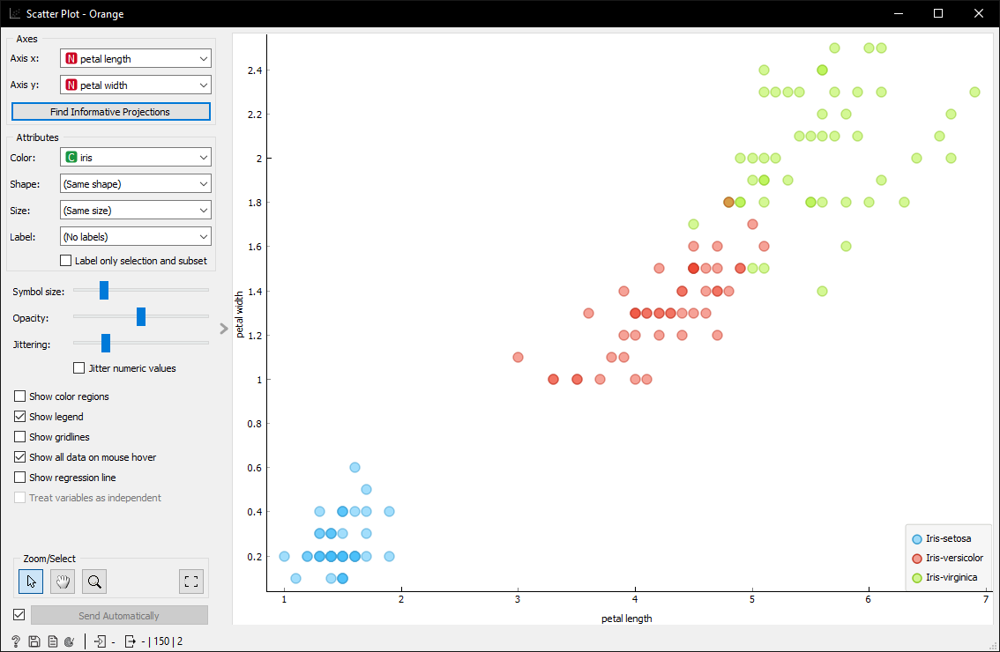 Scatter Plot - Orange
Axes
Axis x: N petal length
Axis y: N petal width
Find Informative Projections
Attributes
Color: C iris
Shape: (Same shape)
Size: (Same size)
Label: (No labels)
Label only selection and subset
Symbol size:
Opacity:
Jittering:
Jitter numeric values
Show color regions
Show legend
Show gridlines
Show all data on mouse hover
Show regression line
Treat variables as independent
Zoom/Select
Send Automatically
? - - | 150 | 2
petal width
2.4
2.2
2
1.8
1.6
1.4
1.2
1
0.8
0.6
0.4
0.2
1 2 3 4 5 6 7
petal length
Iris-setosa
Iris-versicolor
Iris-virginica